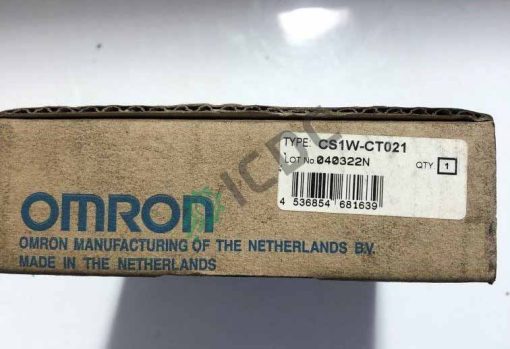 TYPE: CS1W-CT021
LOT No 040322N
QTY 1
4 536854 681639
ICDC
OMRON
OMRON MANUFACTURING OF THE NETHERLANDS B.V.
MADE IN THE NETHERLANDS